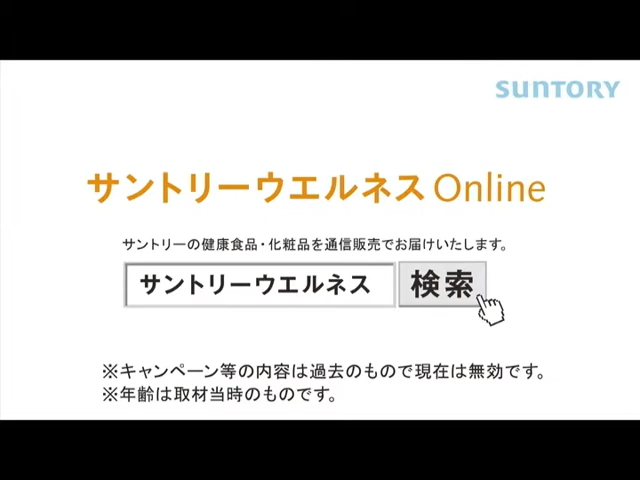 SUNTORY
サントリーウエルネス Online
サントリーの健康食品・化粧品を通信販売でお届けいたします。
サントリーウエルネス 検索
※キャンペーン等の内容は過去のもので現在は無効です。
※年齢は取材当時のものです。